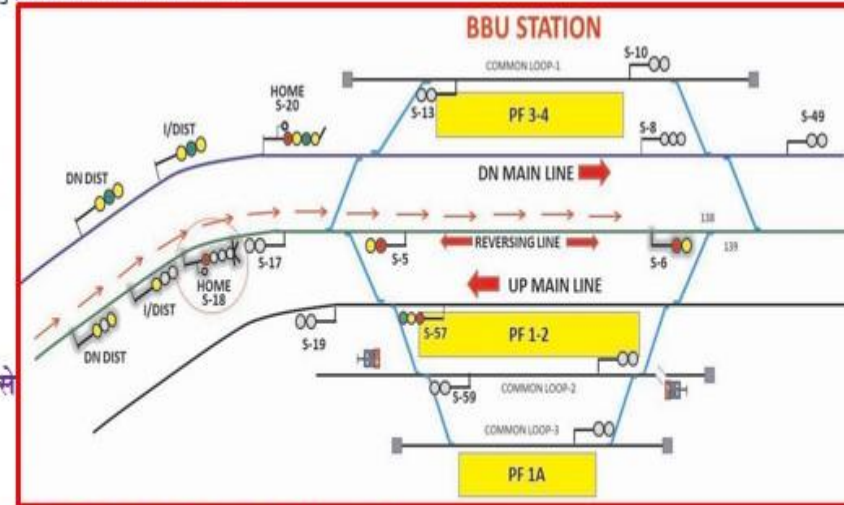 BBU STATION
S-10
COMMON LOOP-1
HOME
S-20
S-13
PF 3-4
S-49
I/DIST
S-8
DN DIST
DN MAIN LINE
138
S-17
S-5
REVERSING LINE
S-6
139
HOME
S-18
I/DIST
UP MAIN LINE
DN DIST
S-19
S-57
PF 1-2
S-59
COMMON LOOP-2
COMMON LOOP-3
PF 1A